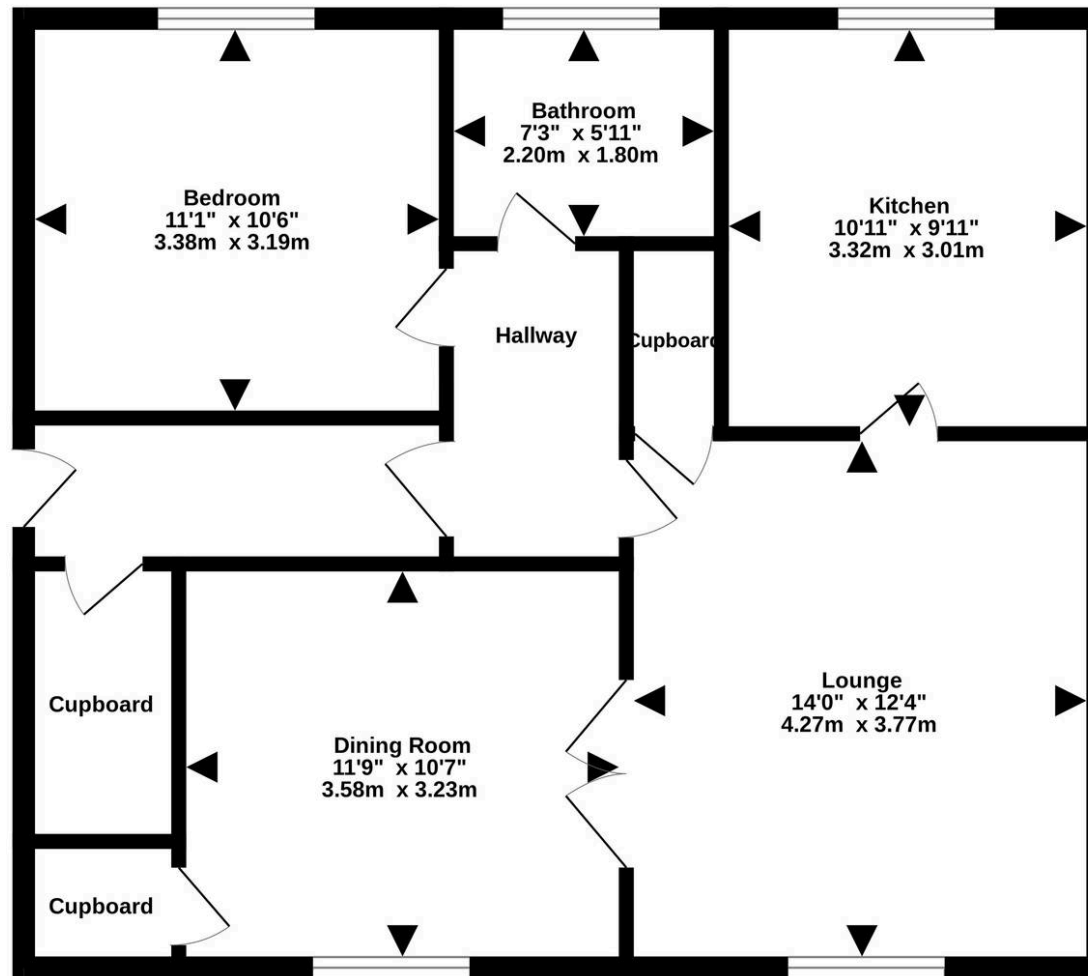 Bathroom
7'3" x 5'11"
2.20m x 1.80m
Bedroom
11'1" x 10'6"
3.38m x 3.19m
Kitchen
10'11" x 9'11"
3.32m x 3.01m
Hallway
Cupboard
Cupboard
Lounge
14'0" x 12'4"
4.27m x 3.77m
Dining Room
11'9" x 10'7"
3.58m x 3.23m
Cupboard